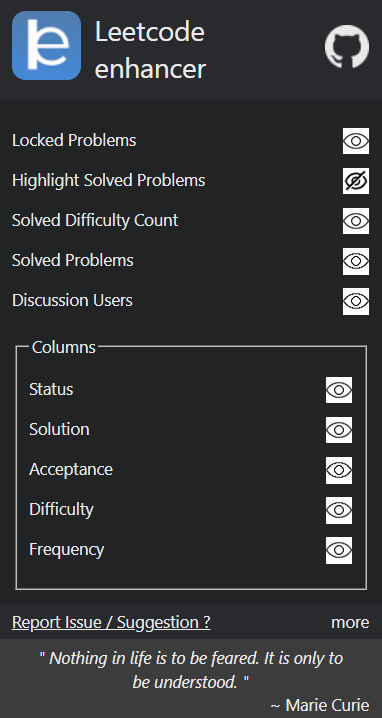 Leetcode
enhancer
Locked Problems
Highlight Solved Problems
Solved Difficulty Count
Solved Problems
Discussion Users
Columns
Status
Solution
Acceptance
Difficulty
Frequency
Report Issue / Suggestion ? more
" Nothing in life is to be feared. It is only to
be understood. "
~ Marie Curie